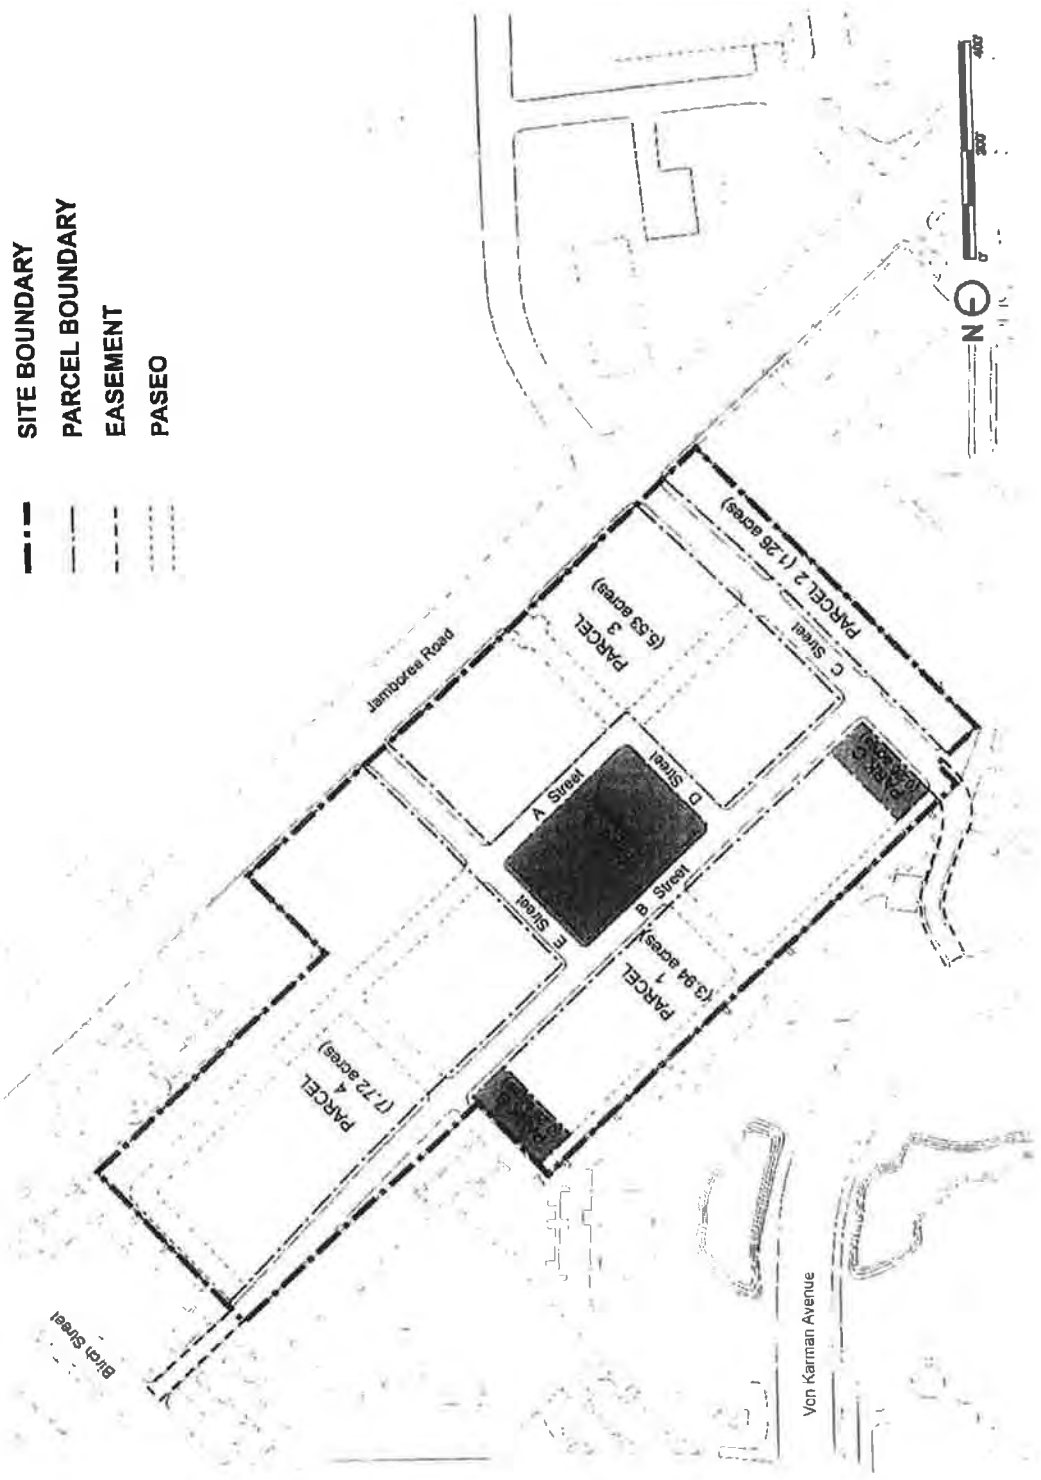 SITE BOUNDARY
PARCEL BOUNDARY
EASEMENT
PASEO
Jamboree Road
PARCEL
3
(5.53 acres)
PARCEL 2 (1.26 acres)
C Street
A Street
D Street
E Street
B Street
PARK C
PARCEL
1
(3.94 acres)
PARCEL
4
(7.72 acres)
Birch Street
Von Karman Avenue
N
0'
200'
400'